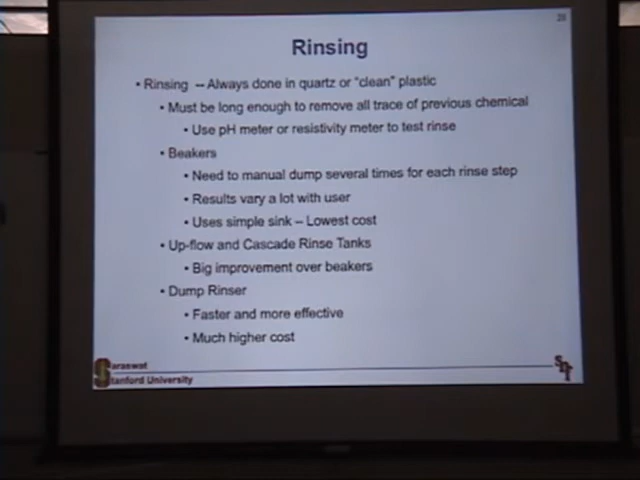 28
Rinsing
• Rinsing – Always done in quartz or "clean" plastic
• Must be long enough to remove all trace of previous chemical
• Use pH meter or resistivity meter to test rinse
• Beakers
• Need to manual dump several times for each rinse step
• Results vary a lot with user
• Uses simple sink – Lowest cost
• Up-flow and Cascade Rinse Tanks
• Big improvement over beakers
• Dump Rinser
• Faster and more effective
• Much higher cost
Saraswat
Stanford University